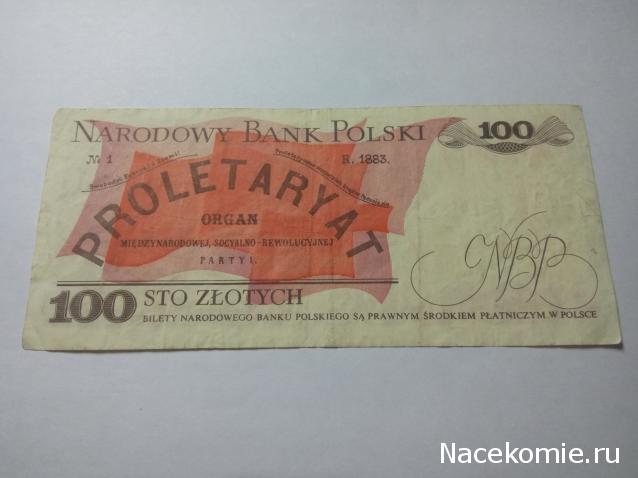 NARODOWY BANK POLSKI
100
№ 1
R. 1883.
PROLETARYAT
ORGAN
MIĘDZYNARODOWEJ, SOCYALNO-REWOLUCYJNEJ
PARTYI.
NBP
100 STO ZŁOTYCH
BILETY NARODOWEGO BANKU POLSKIEGO SĄ PRAWNYM ŚRODKIEM PŁATNICZYM W POLSCE
Nacekomie.ru